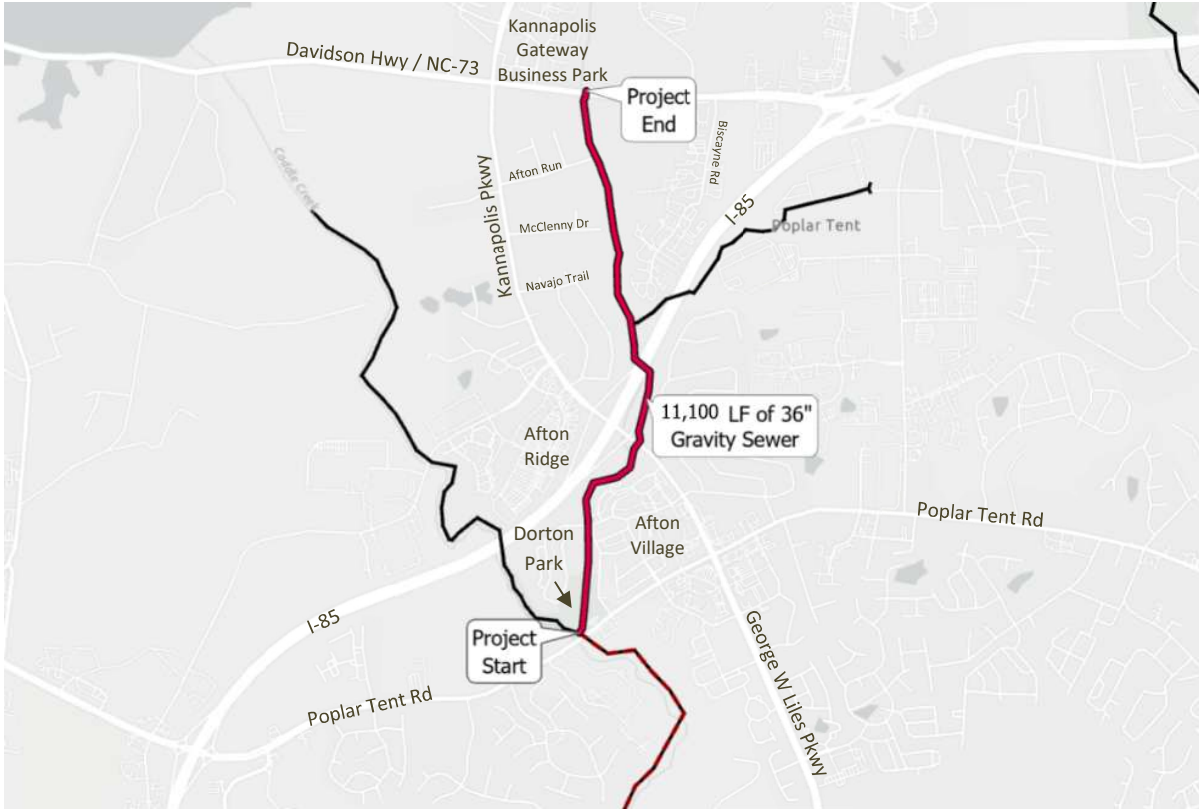 Kannapolis
Gateway
Business Park
Davidson Hwy / NC-73
Project
End
Biscayne Rd
Coddle Creek
Kannapolis Pkwy
Afton Run
I-85
McClenny Dr
Poplar Tent
Navajo Trail
11,100 LF of 36"
Gravity Sewer
Afton
Ridge
Poplar Tent Rd
Dorton
Park
Afton
Village
I-85
Project
Start
George W Liles Pkwy
Poplar Tent Rd